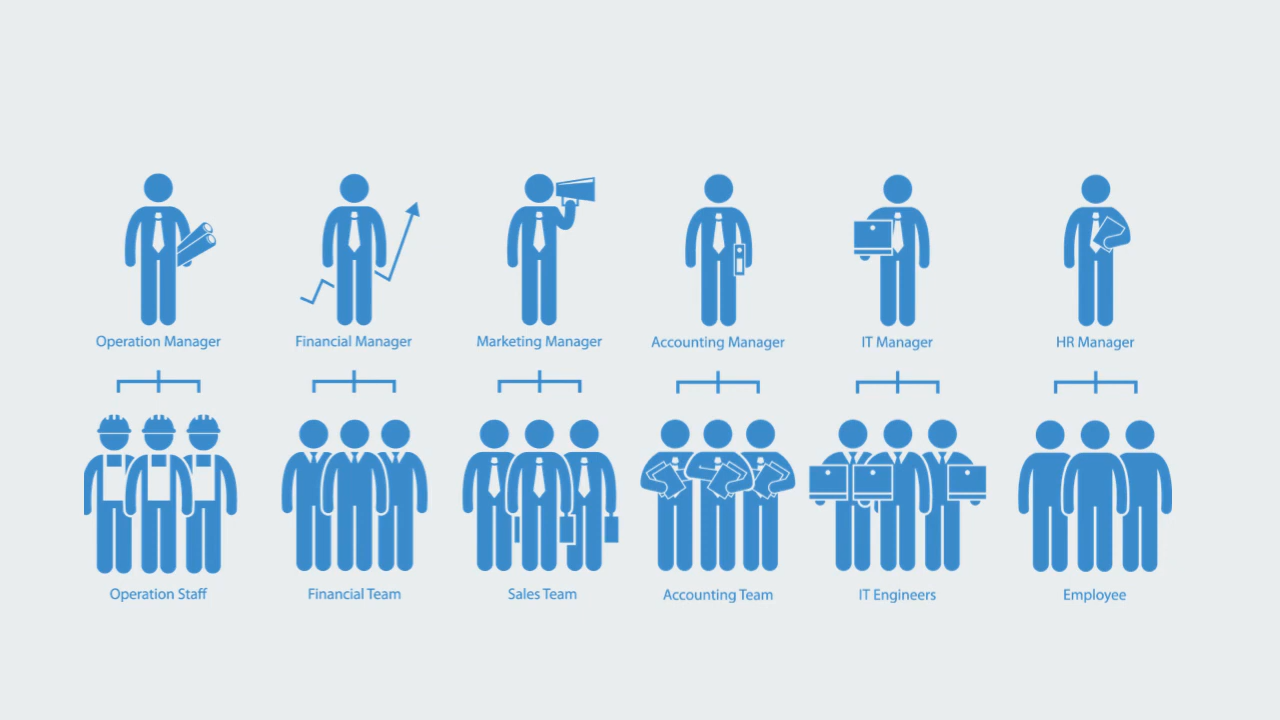 Operation Manager
Financial Manager
Marketing Manager
Accounting Manager
IT Manager
HR Manager
Operation Staff
Financial Team
Sales Team
Accounting Team
IT Engineers
Employee